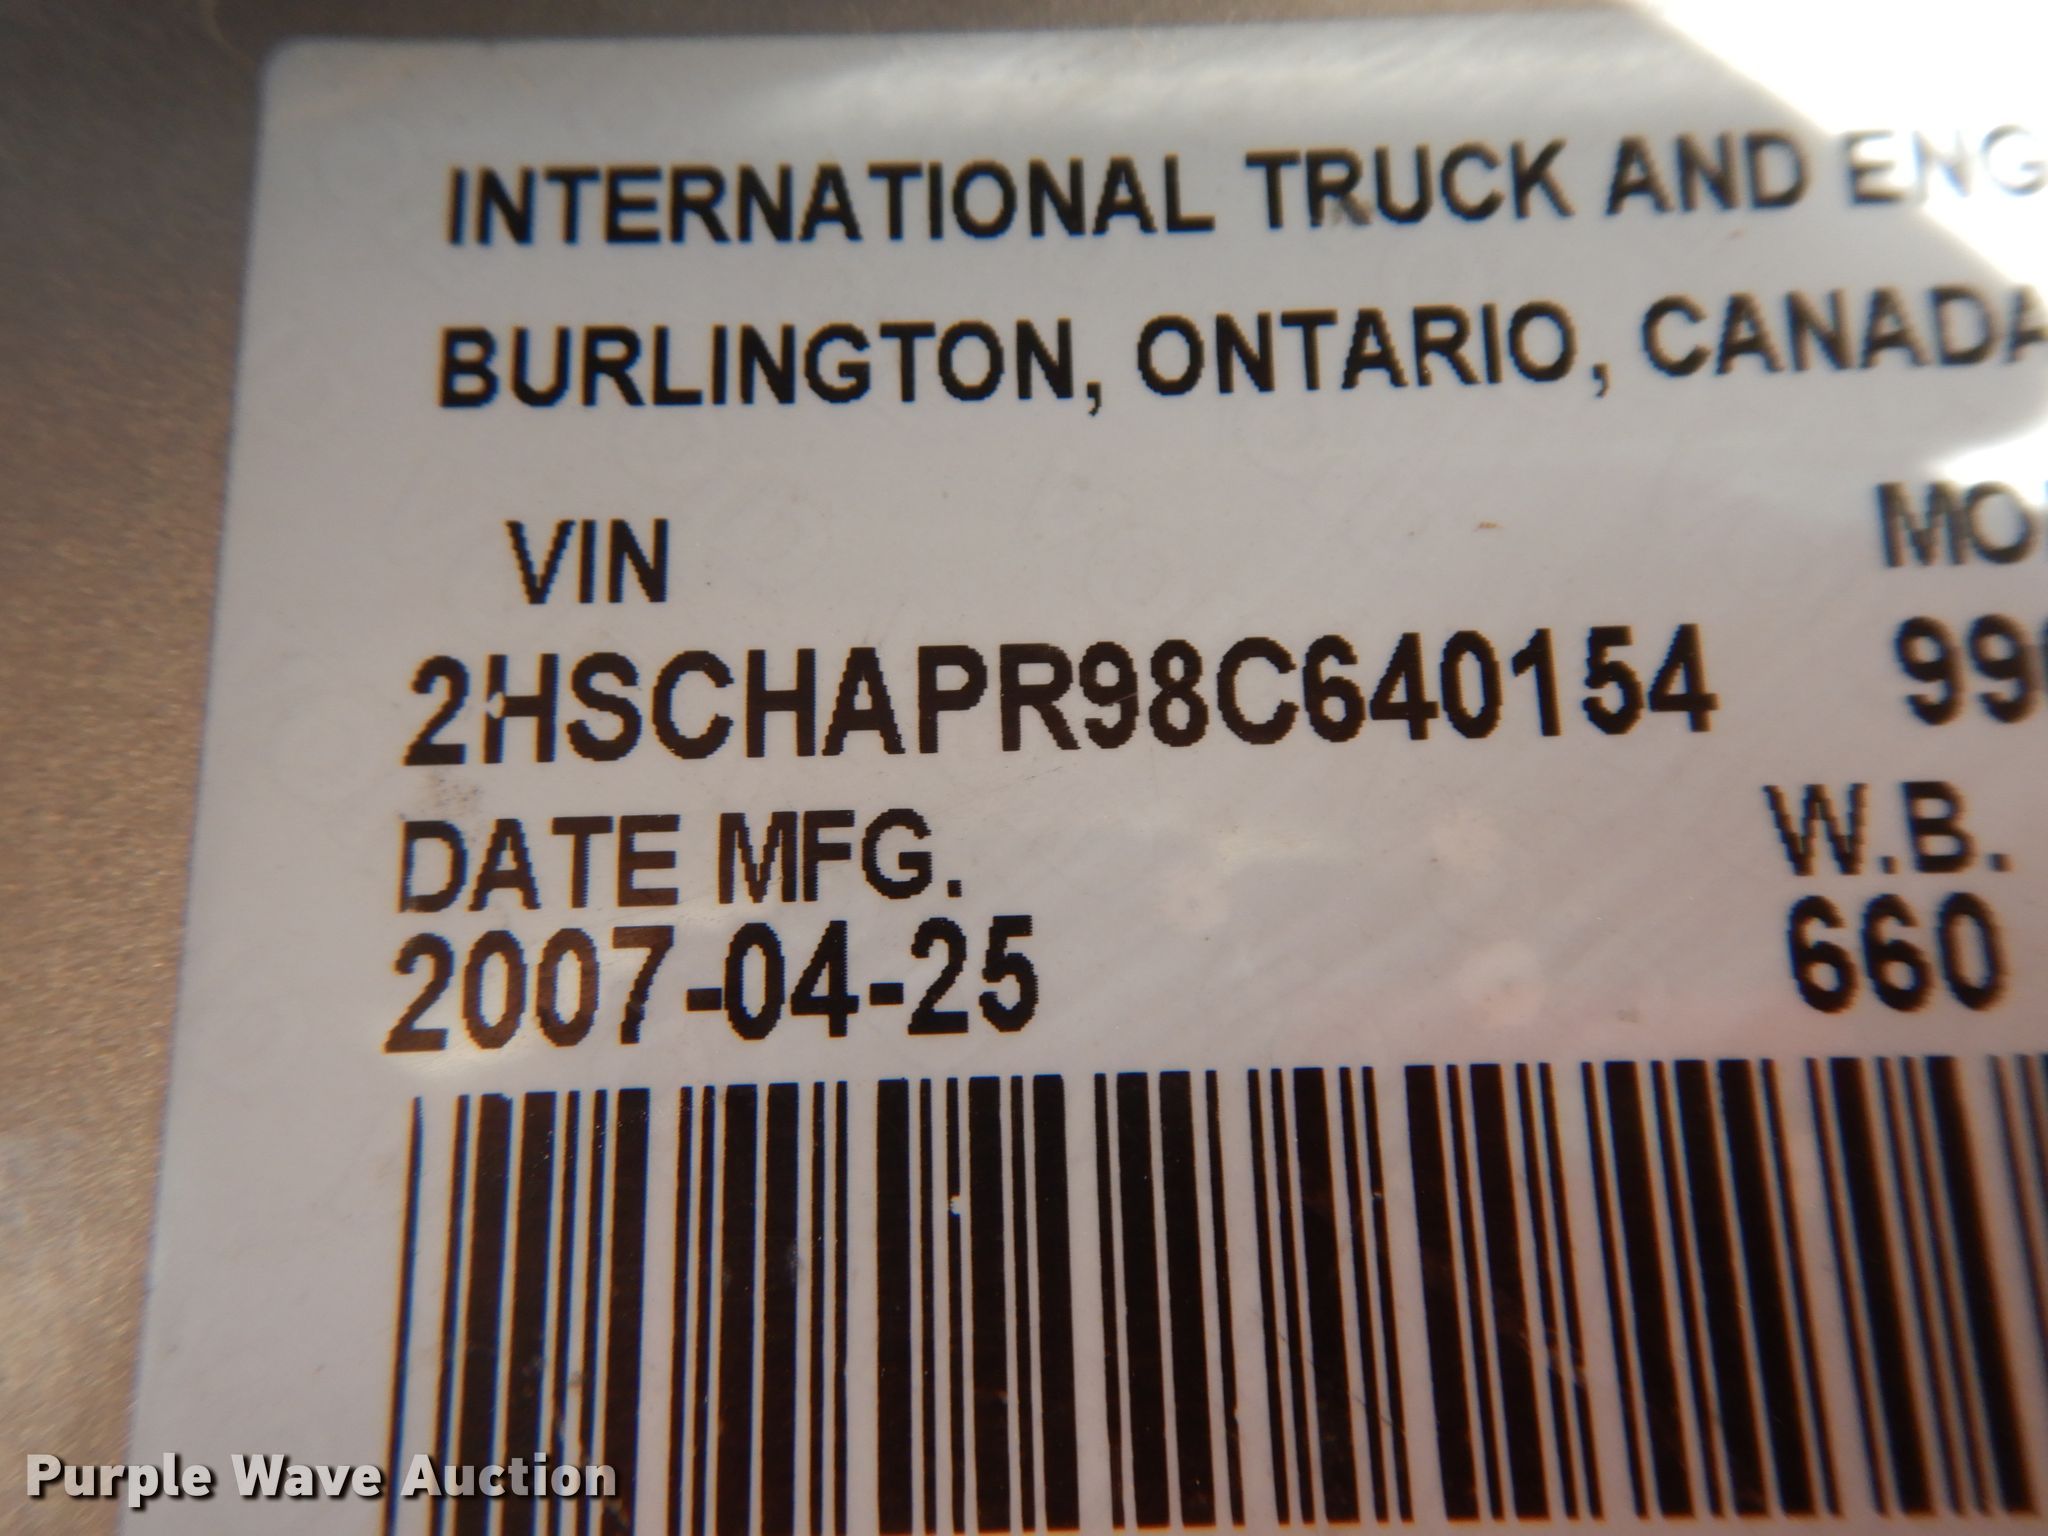 INTERNATIONAL TRUCK AND ENG
BURLINGTON, ONTARIO, CANADA
VIN
2HSCHAPR98C640154
DATE MFG.
W.B.
2007-04-25
660
Purple Wave Auction